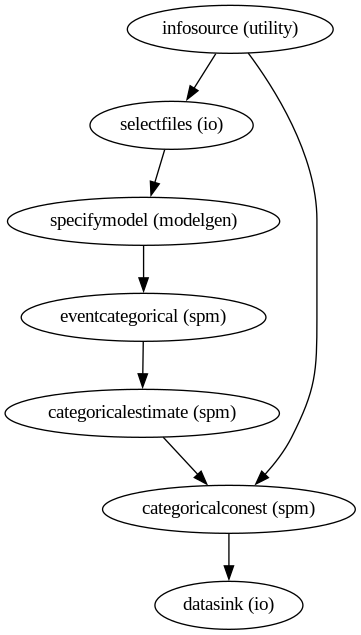 infosource (utility)
selectfiles (io)
specifymodel (modelgen)
eventcategorical (spm)
categoricalestimate (spm)
categoricalconest (spm)
datasink (io)